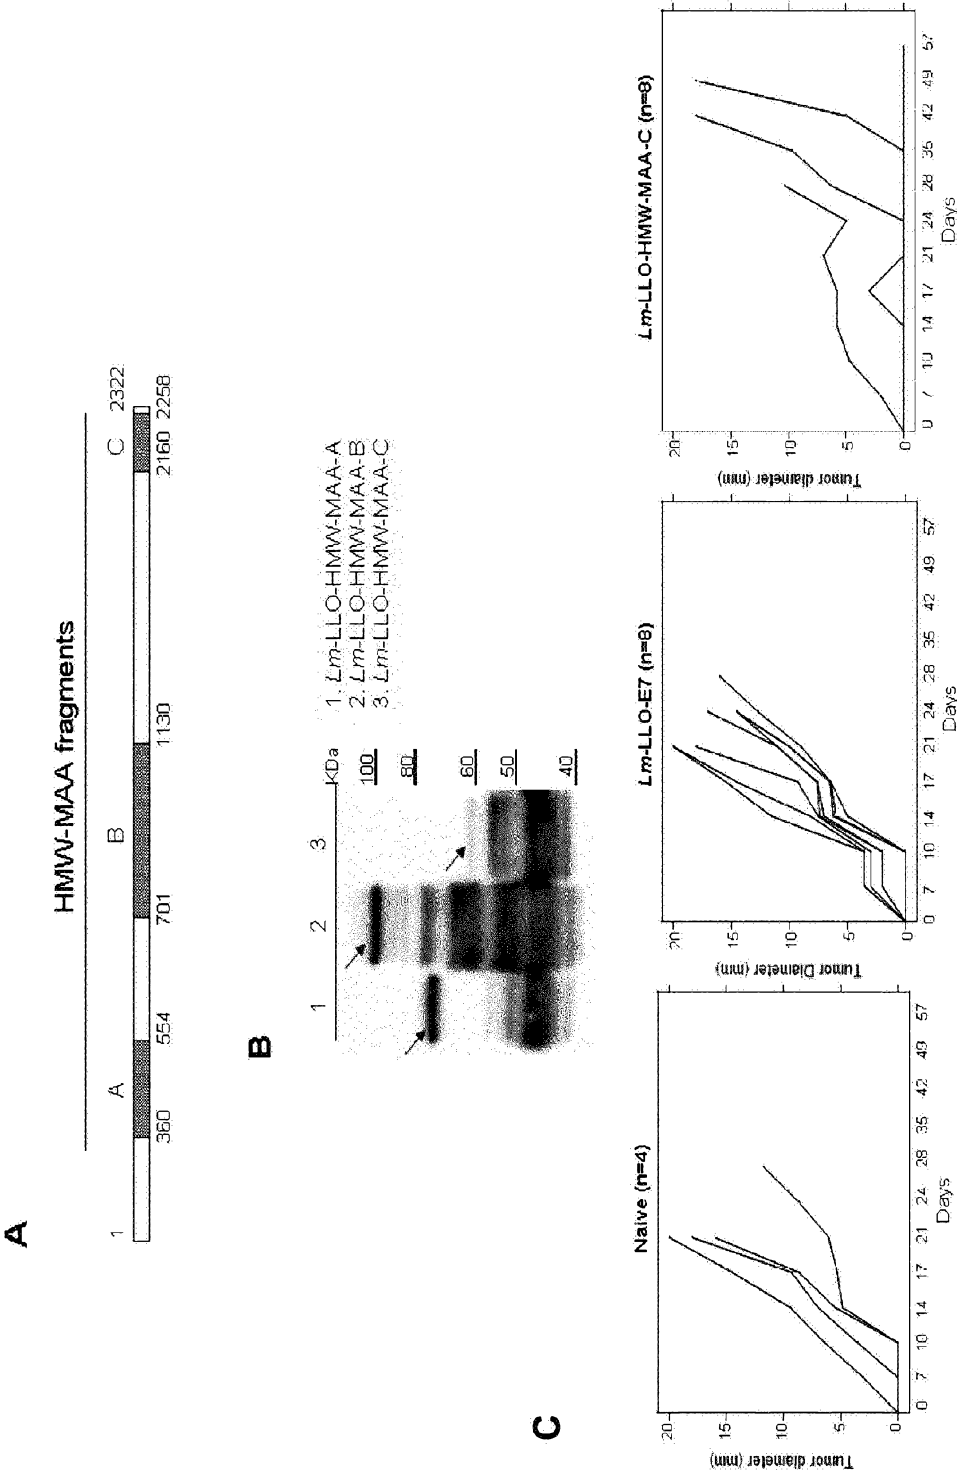 A
HMW-MAA fragments
A B C
1 2322
360 554 701 1130 2160 2258
B
1 2 3
KDa
100
80
60
50
40
1. Lm-LLO-HMW-MAA-A
2. Lm-LLO-HMW-MAA-B
3. Lm-LLO-HMW-MAA-C
C
Naive (n=4)
Tumor diameter (mm)
20
15
10
5
0
0 7 10 14 17 21 24 28 35 42 49 57
Days
Lm-LLO-E7 (n=8)
Tumor Diameter (mm)
20
15
10
5
0
0 7 10 14 17 21 24 28 35 42 49 57
Days
Lm-LLO-HMW-MAA-C (n=8)
Tumor diameter (mm)
20
15
10
5
0
0 7 10 14 17 21 24 28 35 42 49 57
Days